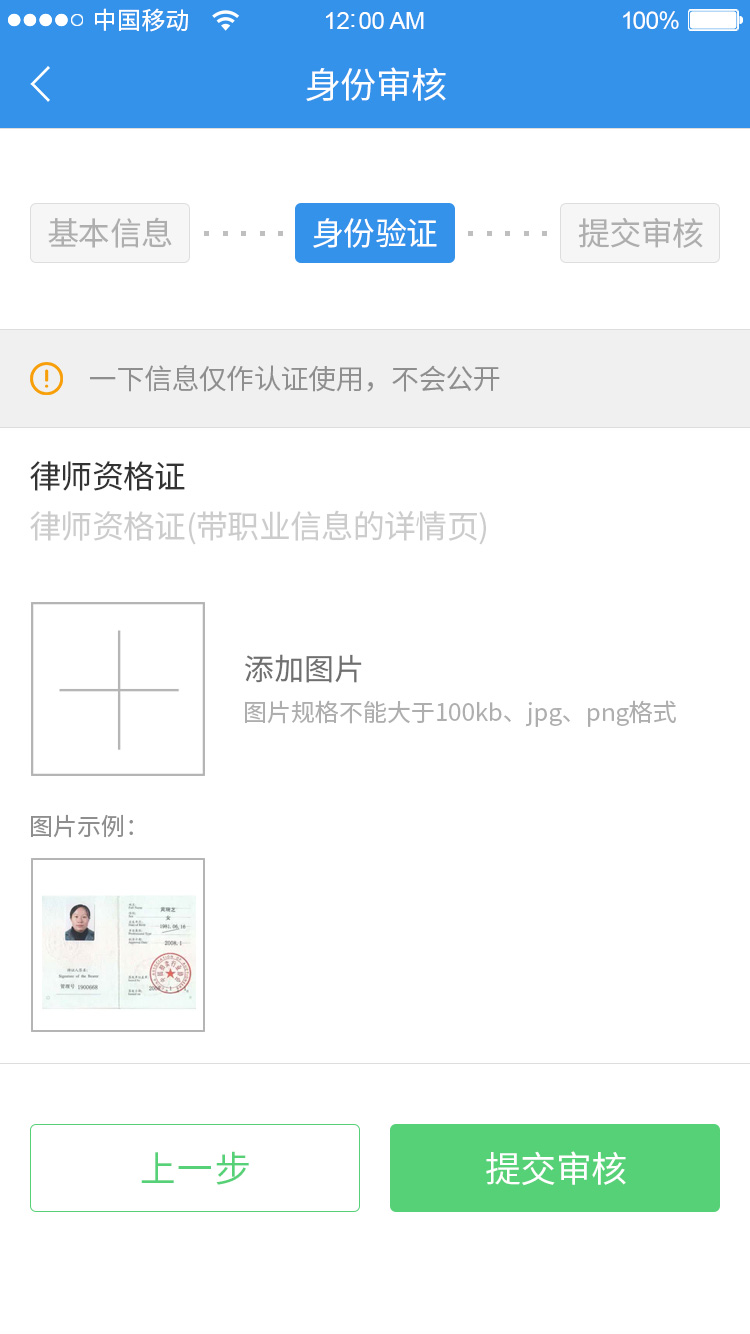 中国移动 12:00 AM 100%
身份审核
基本信息 身份验证 提交审核
一下信息仅作认证使用，不会公开
律师资格证
律师资格证(带职业信息的详情页)
添加图片
图片规格不能大于100kb、jpg、png格式
图片示例：
上一步 提交审核